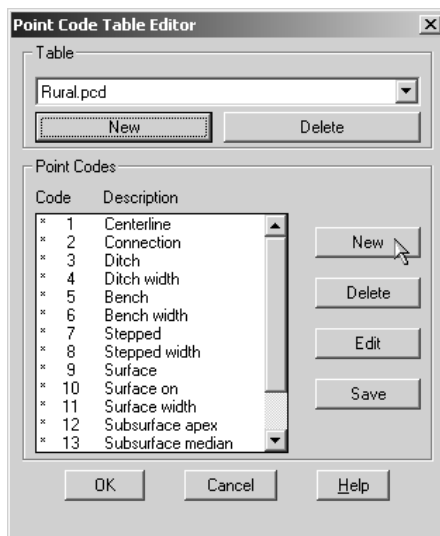 Point Code Table Editor
Table
Rural.pcd
New Delete
Point Codes
Code Description
* 1 Centerline
* 2 Connection
* 3 Ditch
* 4 Ditch width
* 5 Bench
* 6 Bench width
* 7 Stepped
* 8 Stepped width
* 9 Surface
* 10 Surface on
* 11 Surface width
* 12 Subsurface apex
* 13 Subsurface median
New
Delete
Edit
Save
OK Cancel Help